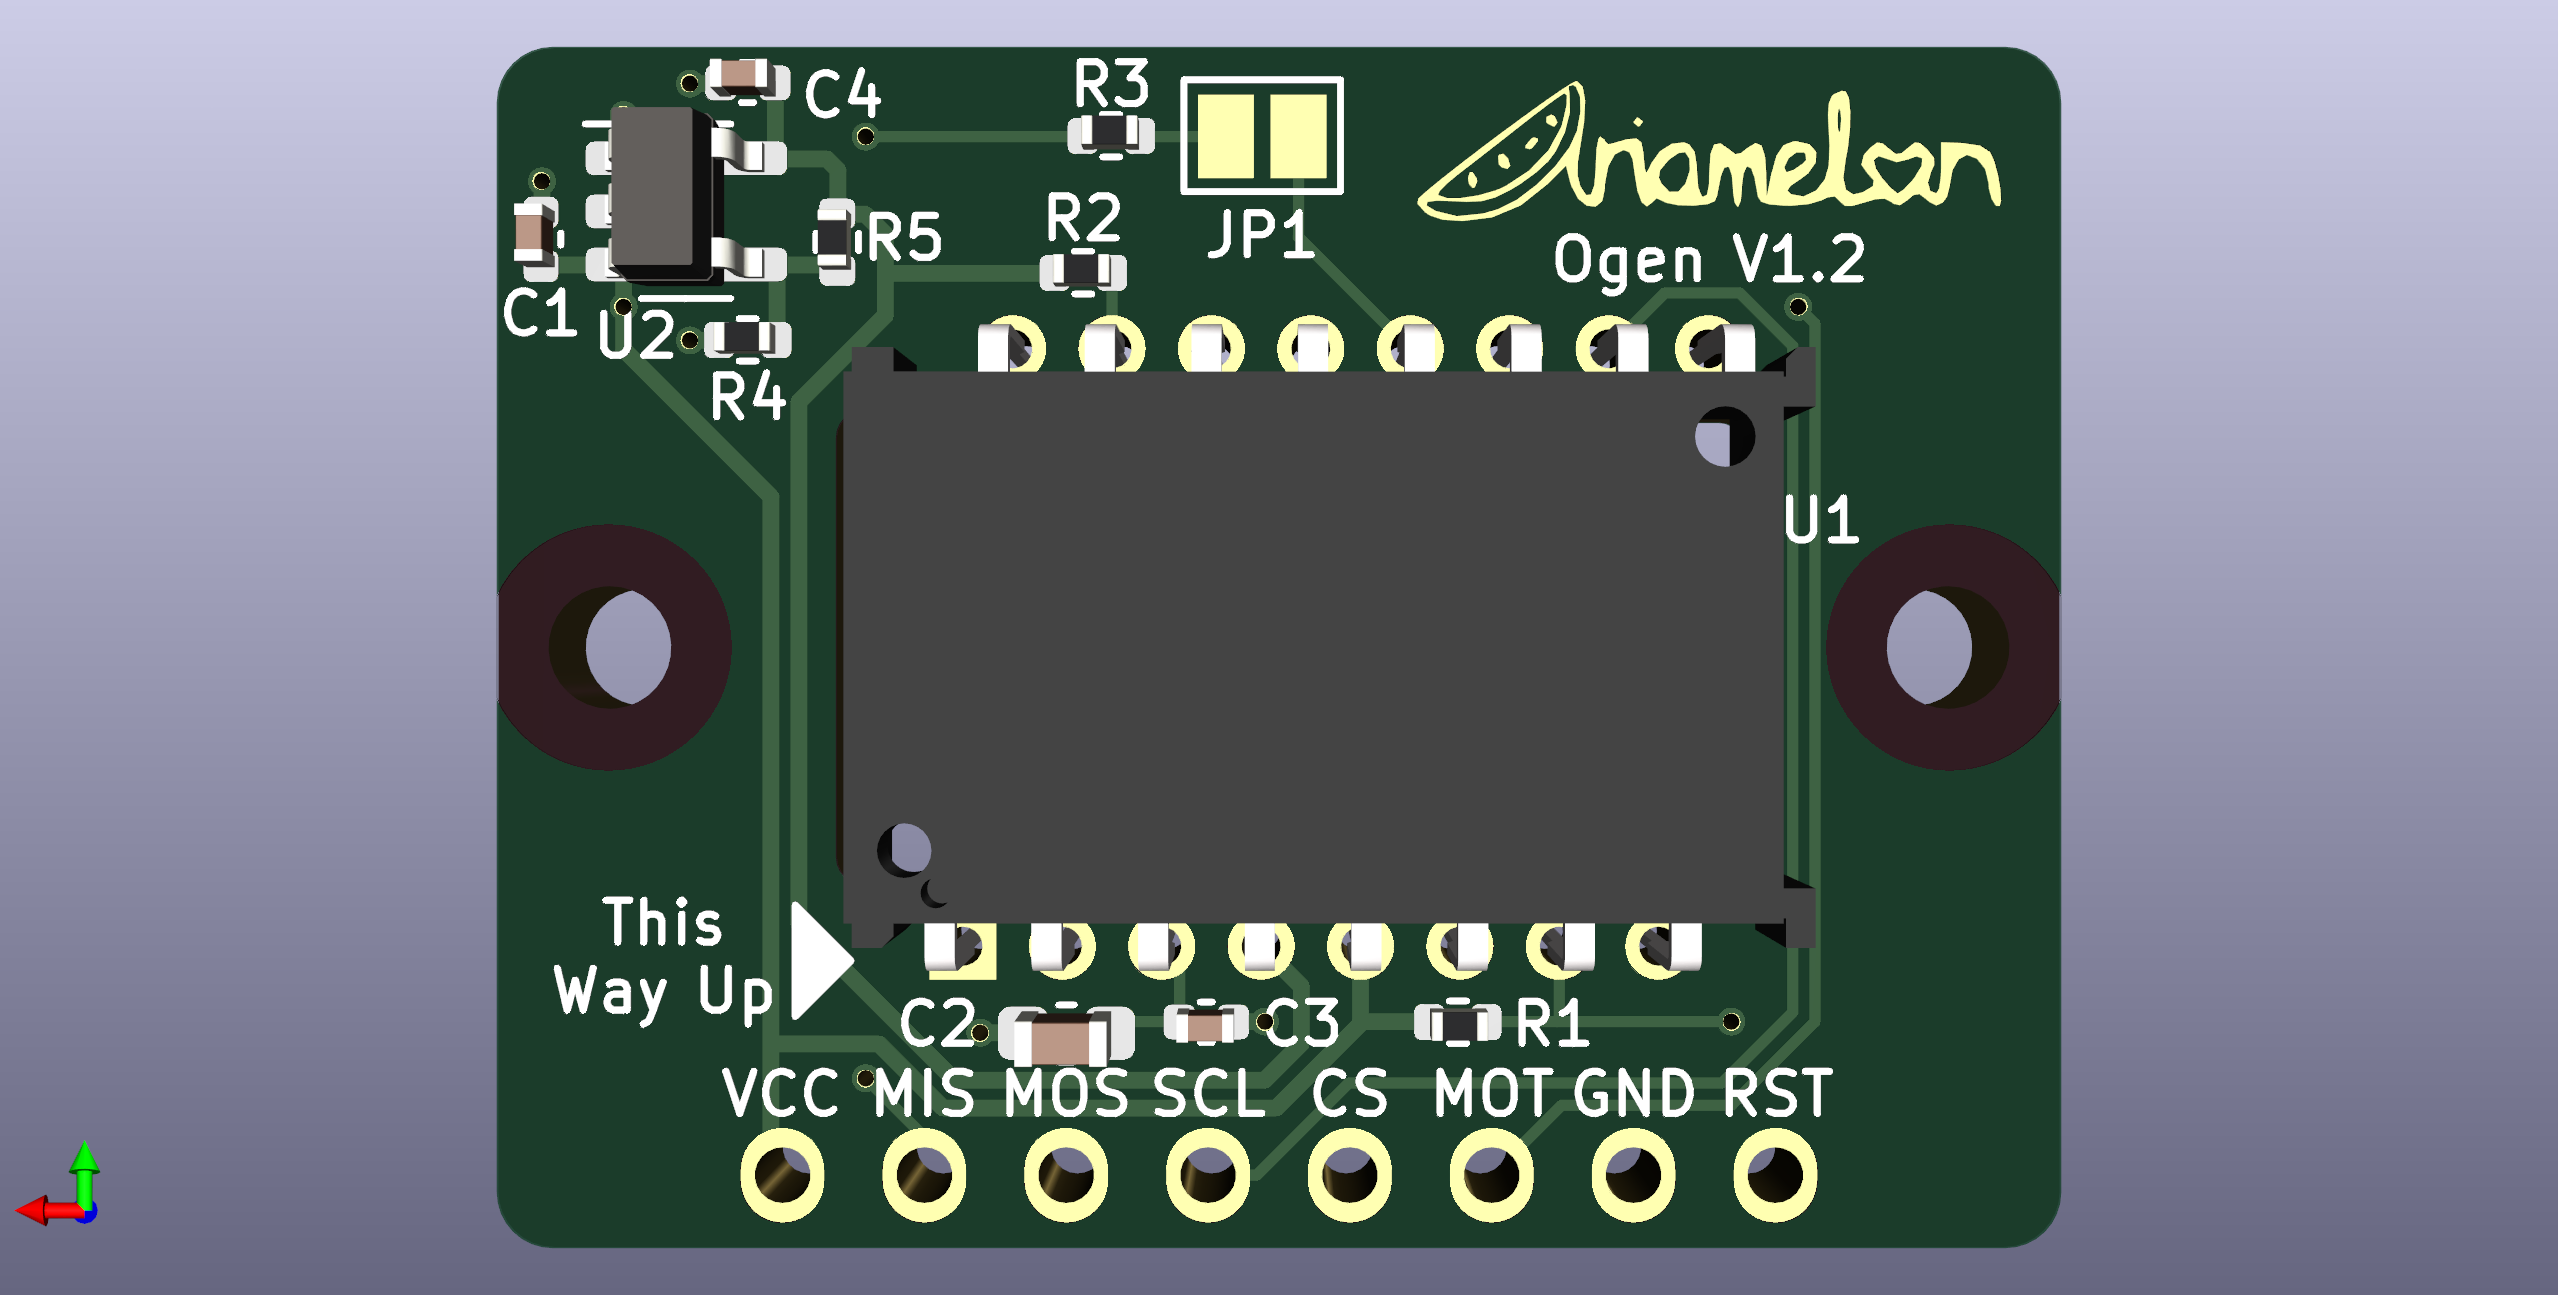 C4
R3
Ariamelon
R2
R5
JP1
Ogen V1.2
C1
U2
R4
U1
This
Way Up
C2
C3
R1
VCC MIS MOS SCL CS MOT GND RST